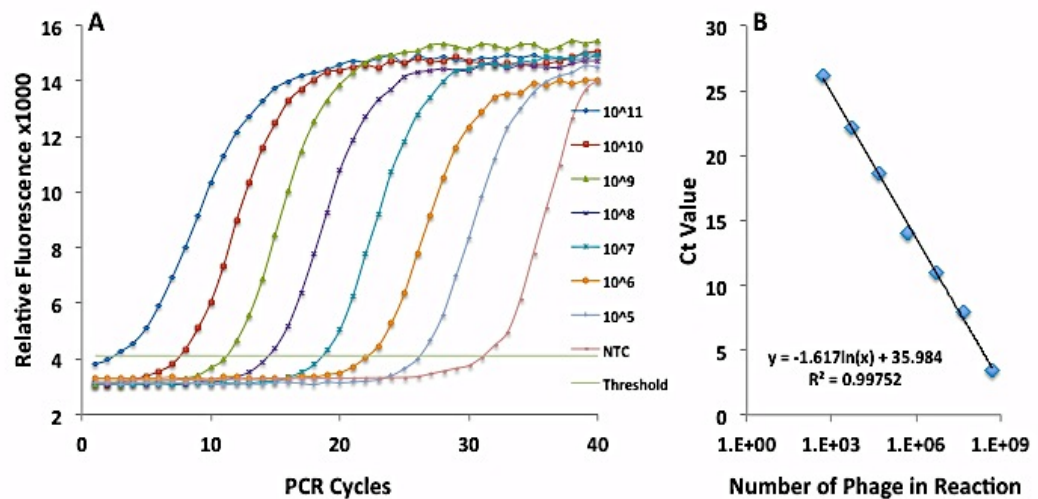 A
16
14
12
10
8
6
4
2
Relative Fluorescence x1000
0
10
20
30
40
PCR Cycles
10^11
10^10
10^9
10^8
10^7
10^6
10^5
NTC
Threshold
B
30
25
20
15
10
5
0
Ct Value
y = -1.617ln(x) + 35.984
R² = 0.99752
1.E+00
1.E+03
1.E+06
1.E+09
Number of Phage in Reaction